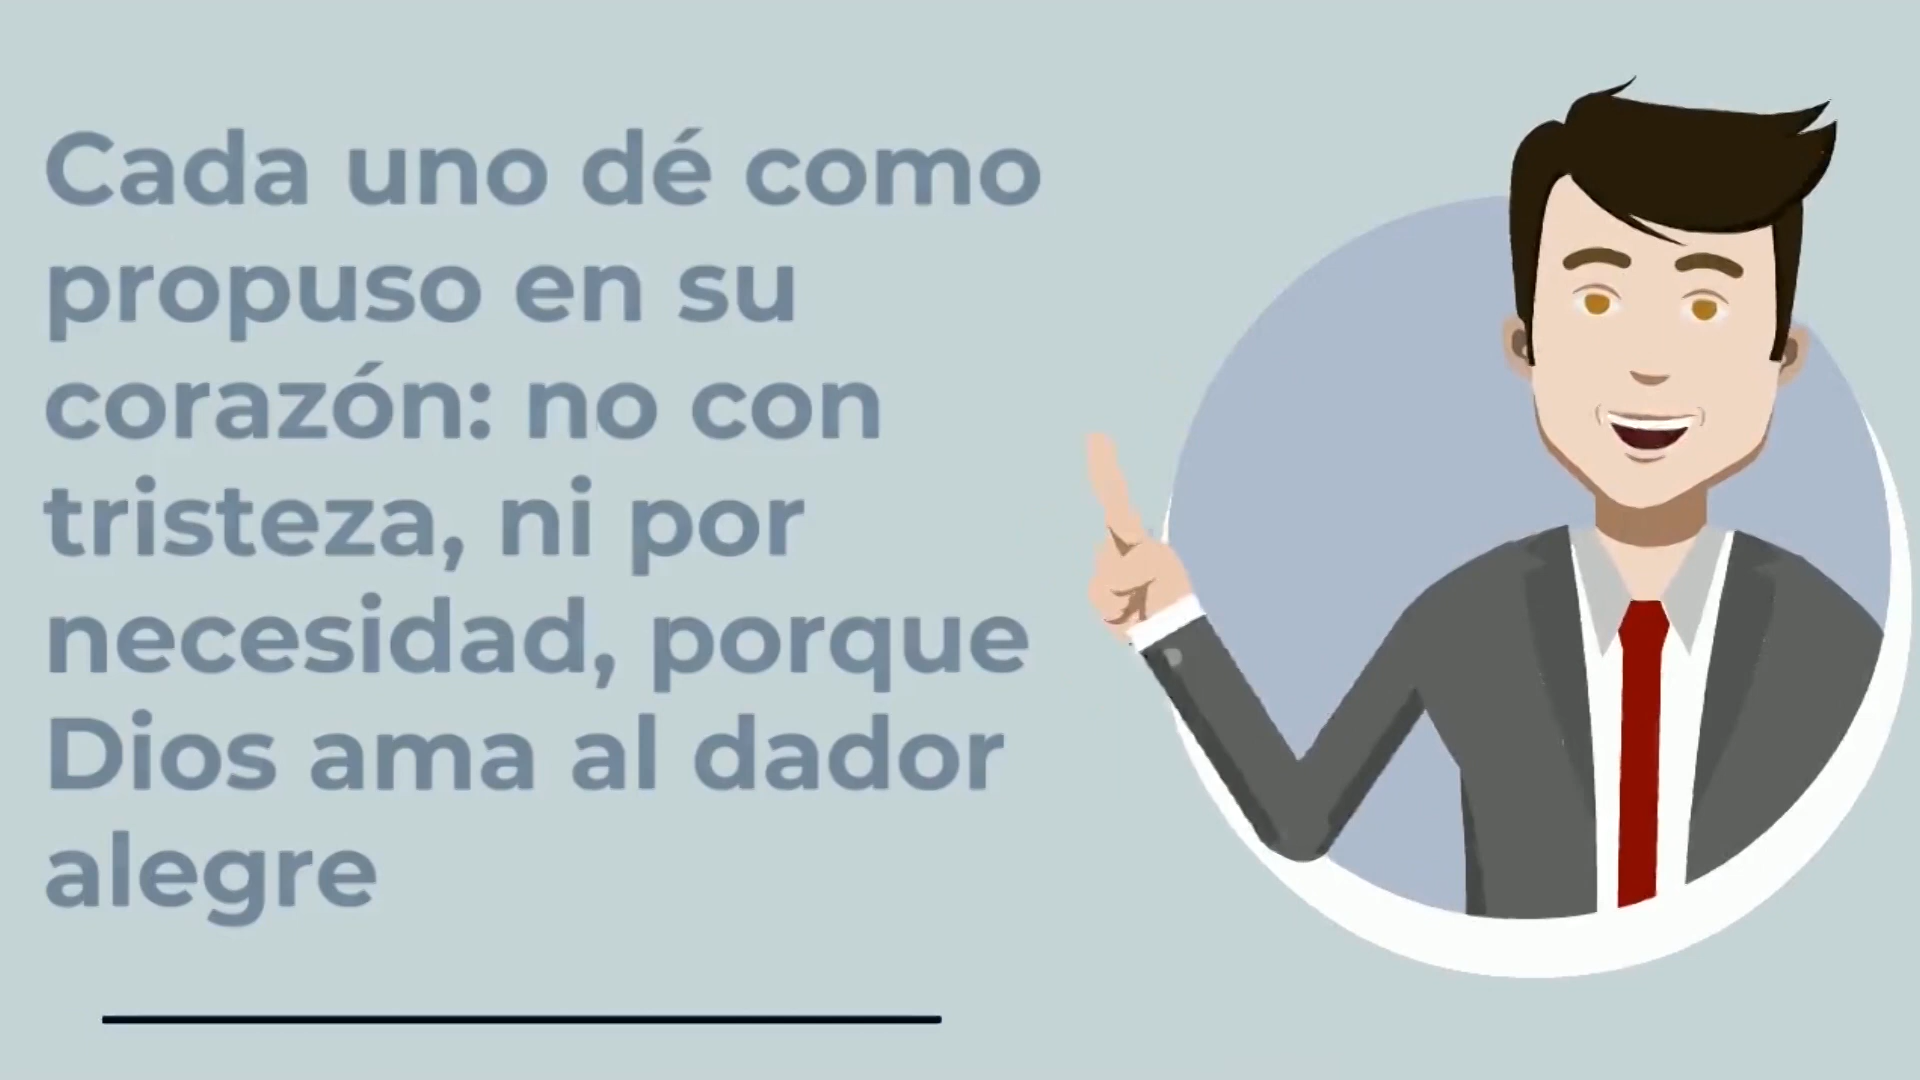 Cada uno dé como
propuso en su
corazón: no con
tristeza, ni por
necesidad, porque
Dios ama al dador
alegre